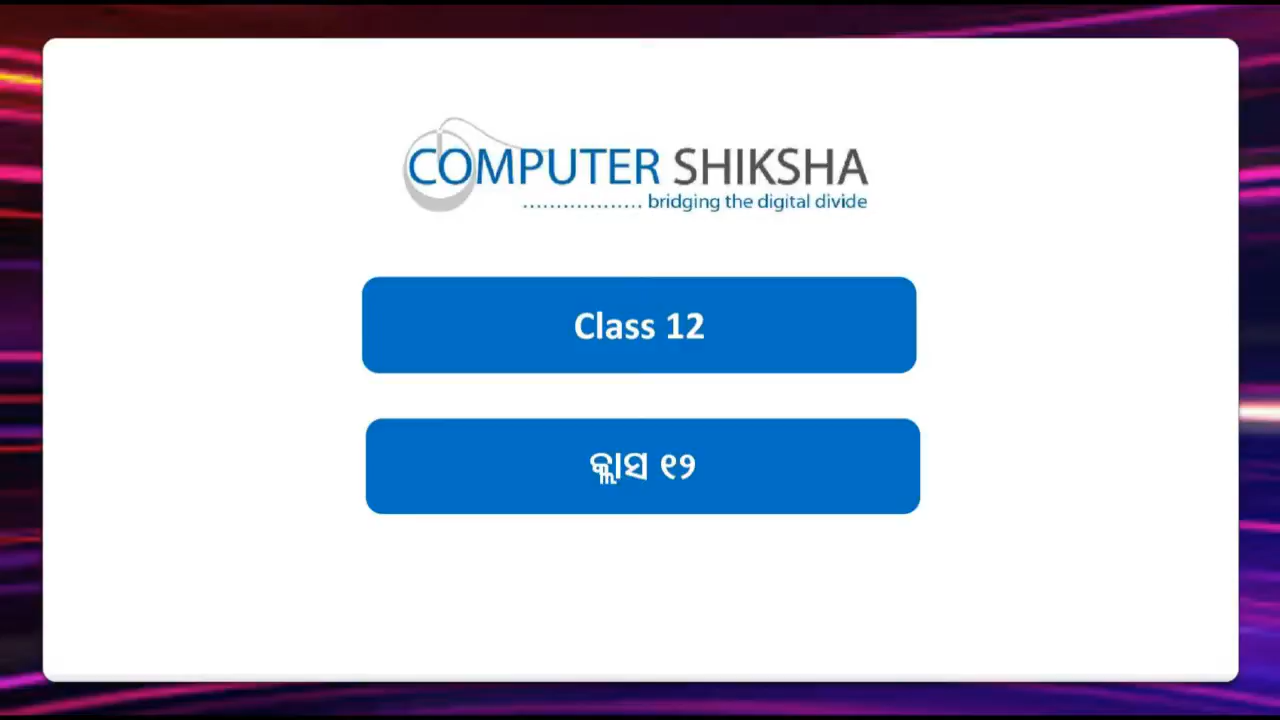 COMPUTER SHIKSHA
.................. bridging the digital divide
Class 12
କ୍ଲାସ ୧୨